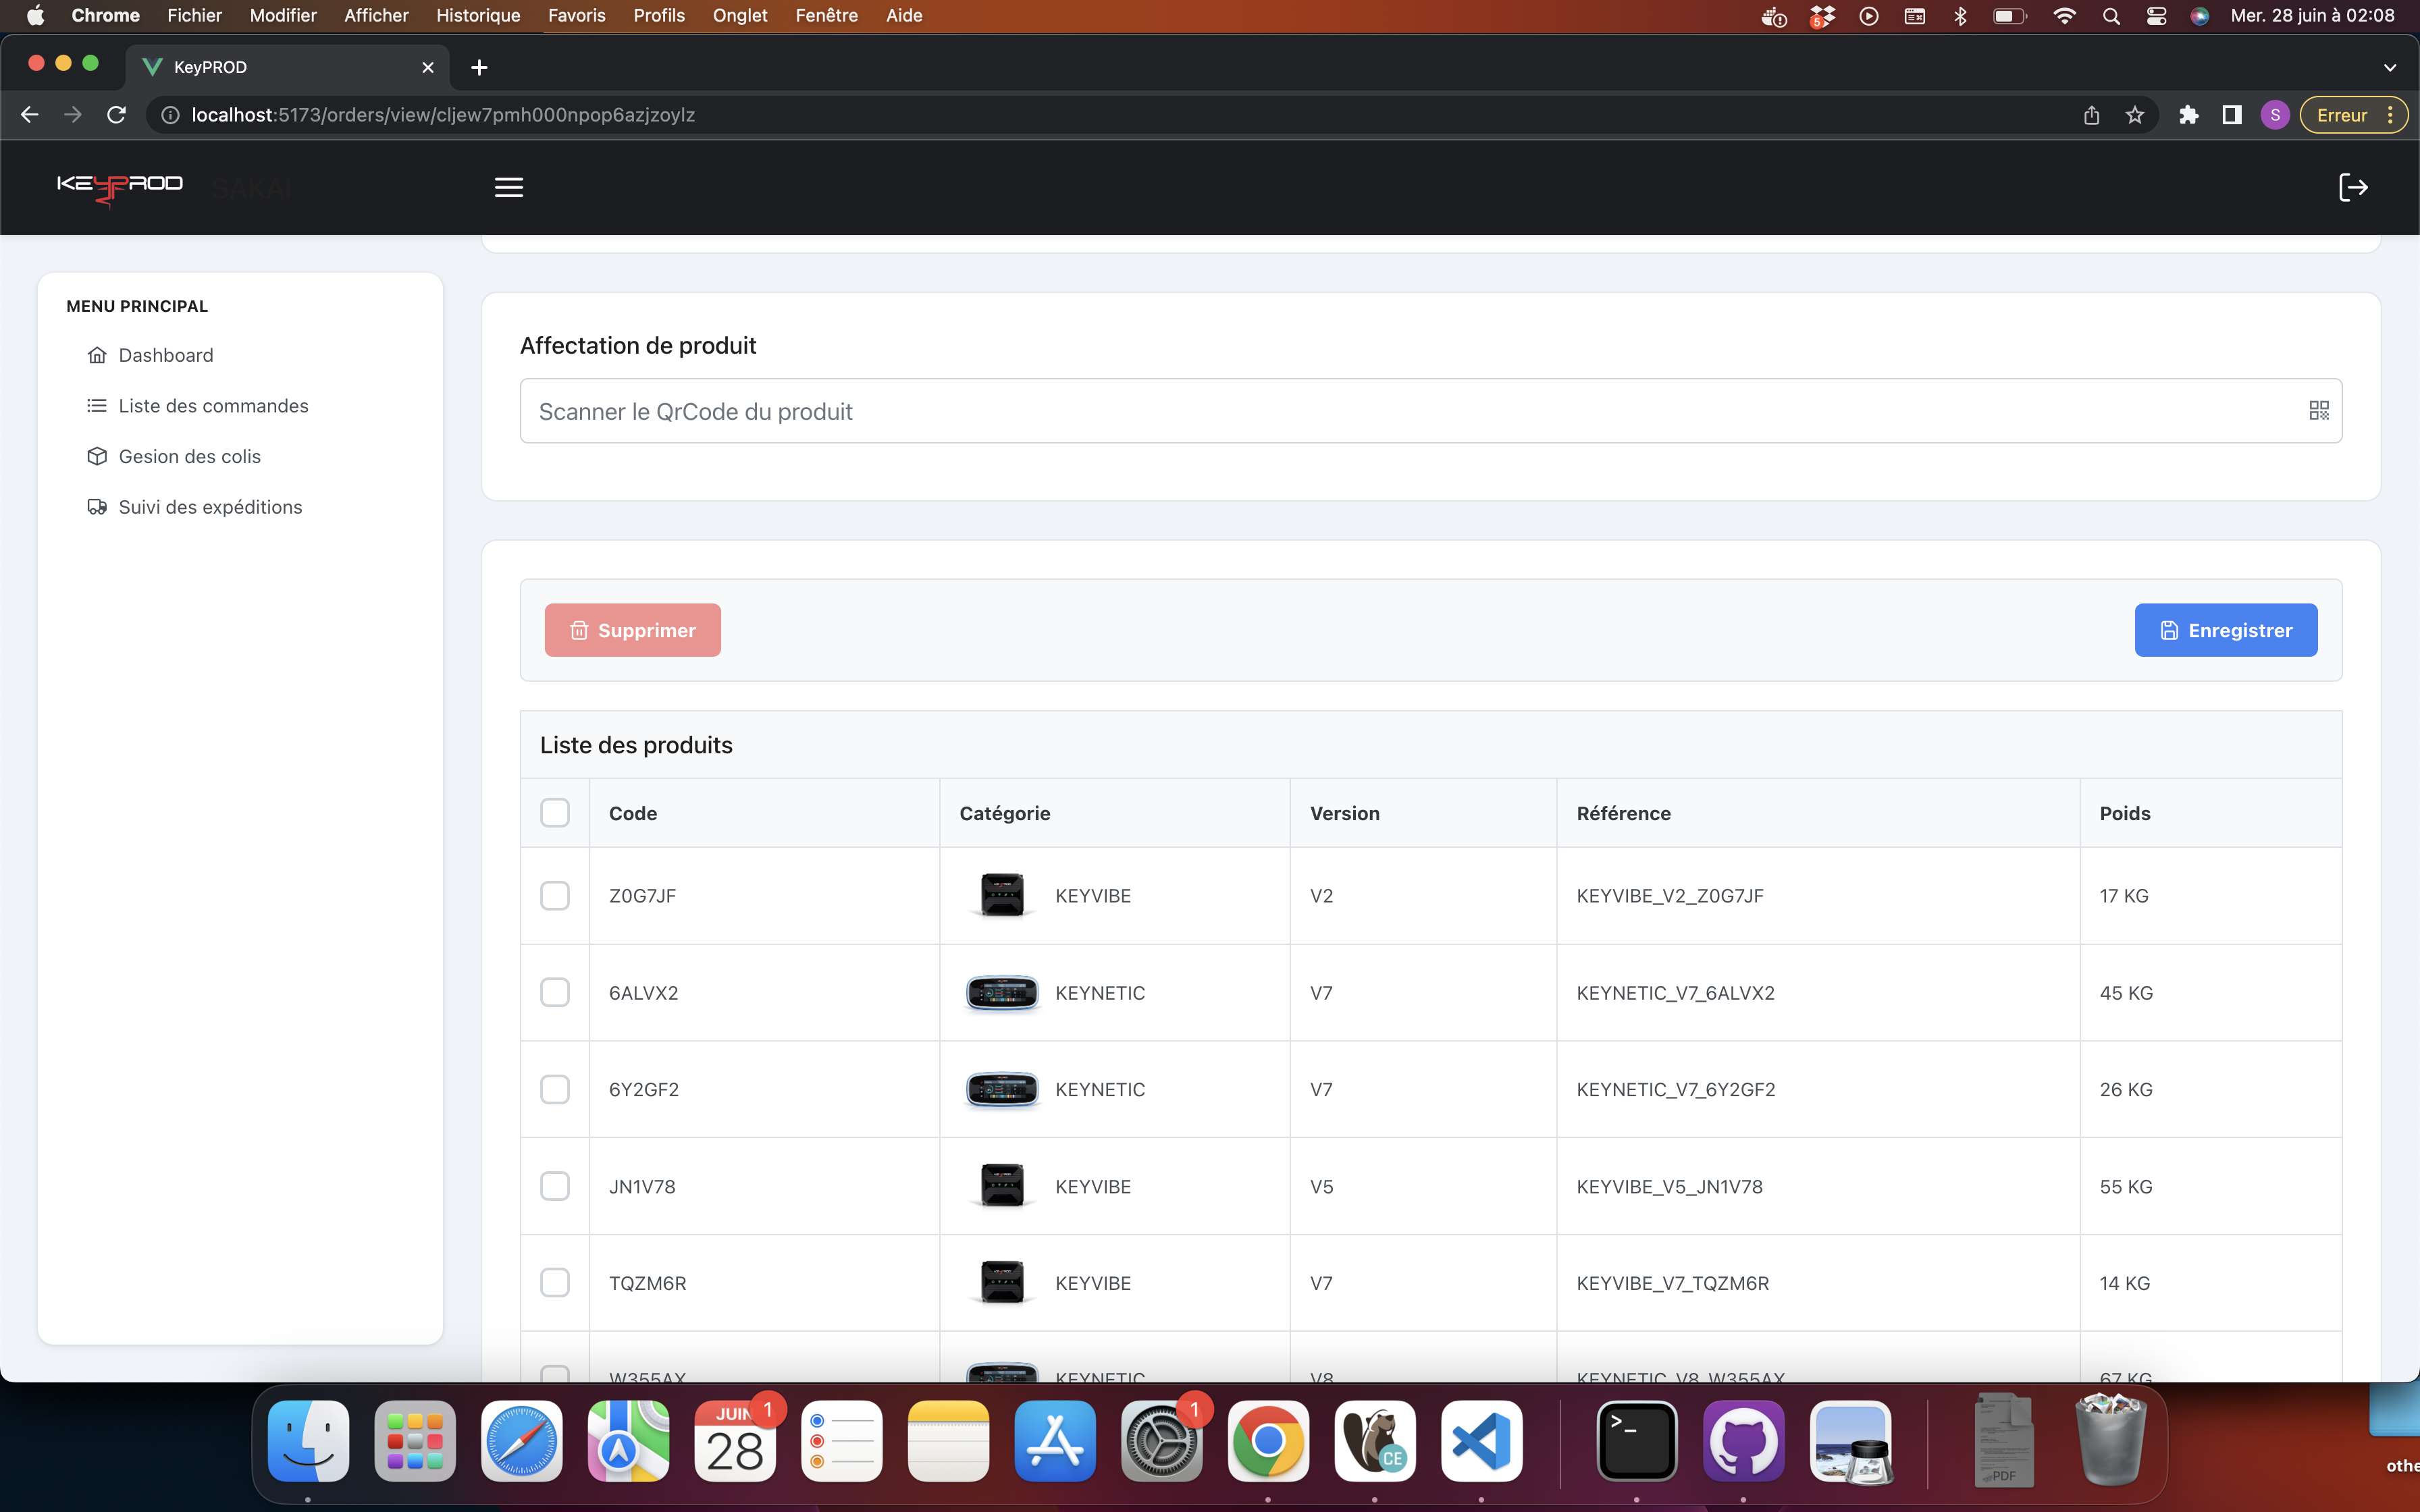 Chrome Fichier Modifier Afficher Historique Favoris Profils Onglet Fenêtre Aide 5 Mer. 28 juin à 02:08
KeyPROD
localhost:5173/orders/view/cljew7pmh000npop6azjzoylz S Erreur
KEYPROD SAKAI
MENU PRINCIPAL
Dashboard
Liste des commandes
Gesion des colis
Suivi des expéditions
Affectation de produit
Scanner le QrCode du produit
Supprimer Enregistrer
Liste des produits
Code Catégorie Version Référence Poids
Z0G7JF KEYVIBE V2 KEYVIBE_V2_Z0G7JF 17 KG
6ALVX2 KEYNETIC V7 KEYNETIC_V7_6ALVX2 45 KG
6Y2GF2 KEYNETIC V7 KEYNETIC_V7_6Y2GF2 26 KG
JN1V78 KEYVIBE V5 KEYVIBE_V5_JN1V78 55 KG
TQZM6R KEYVIBE V7 KEYVIBE_V7_TQZM6R 14 KG
W355AX KEYNETIC V8 KEYNETIC_V8_W355AX 67 KG
JUIN 1 1
28 CE PDF
othe